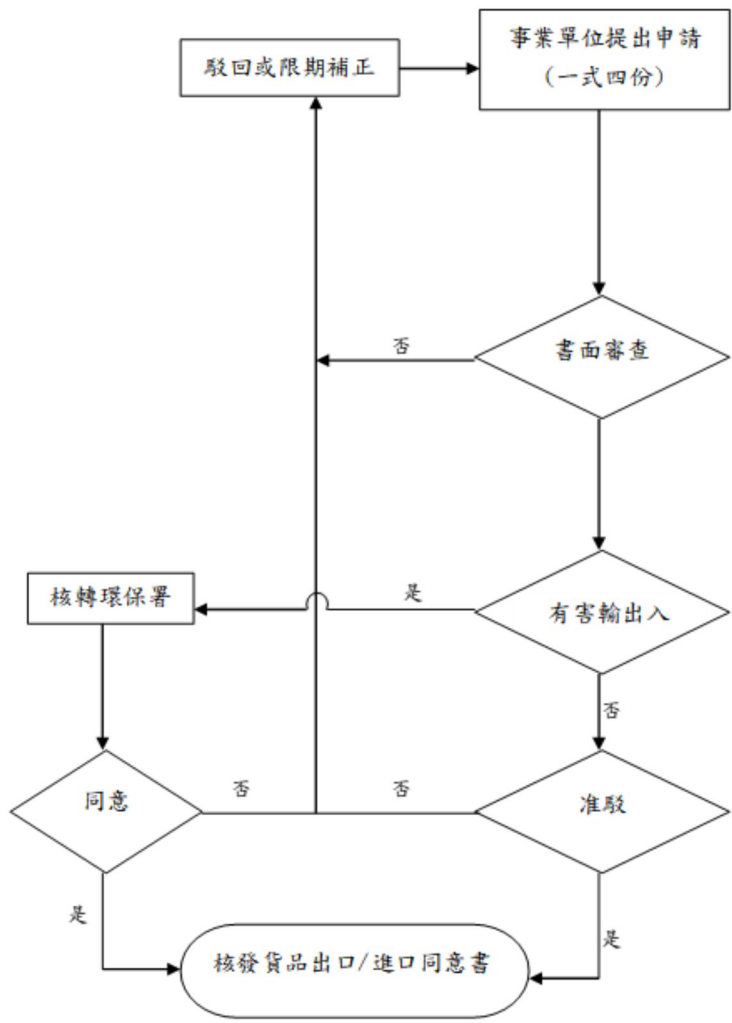 駁回或限期補正
事業單位提出申請
(一式四份)
書面審查
否
核轉環保署
是
有害輸出入
否
同意
否
否
准駁
是
核發貨品出口/進口同意書
是